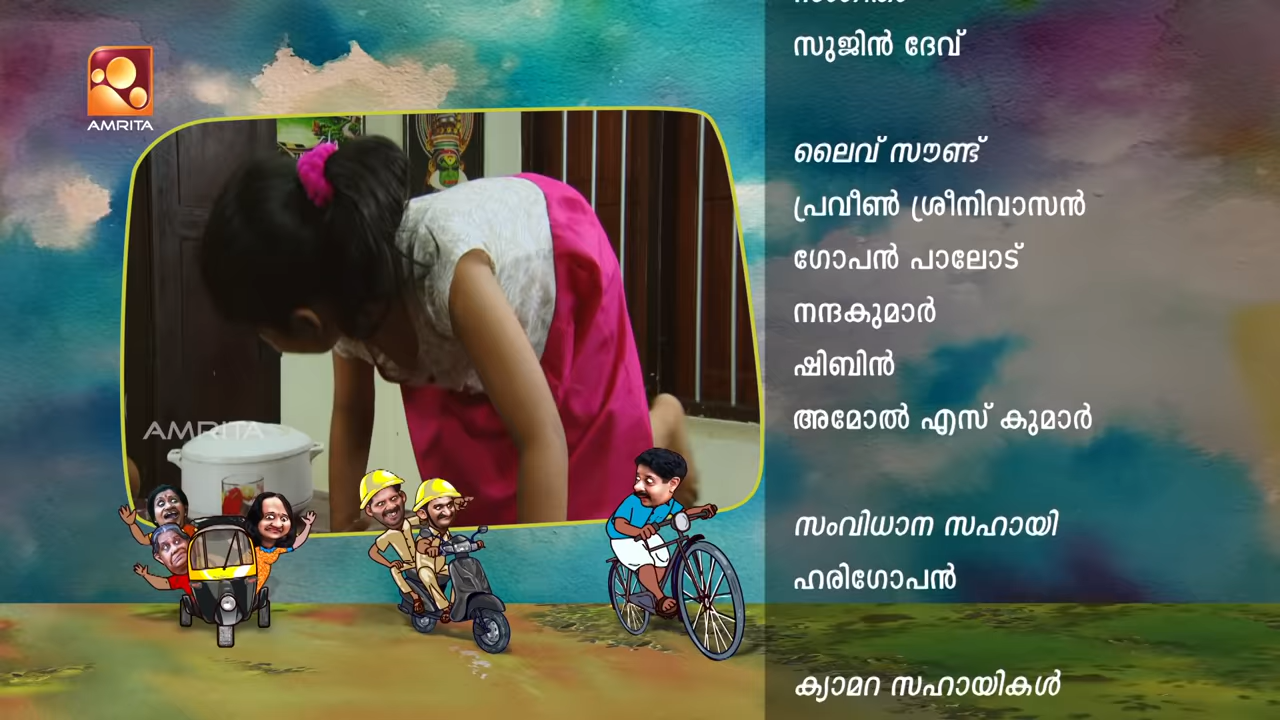 AMRITA
AMRITA
സുജിൻ ദേവ്
ലൈവ് സൗണ്ട്
പ്രവീൺ ശ്രീനിവാസൻ
ഗോപൻ പാലോട്
നന്ദകുമാർ
ഷിബിൻ
അമോൽ എസ് കുമാർ
സംവിധാന സഹായി
ഹരിഗോപൻ
ക്യാമറ സഹായികൾ